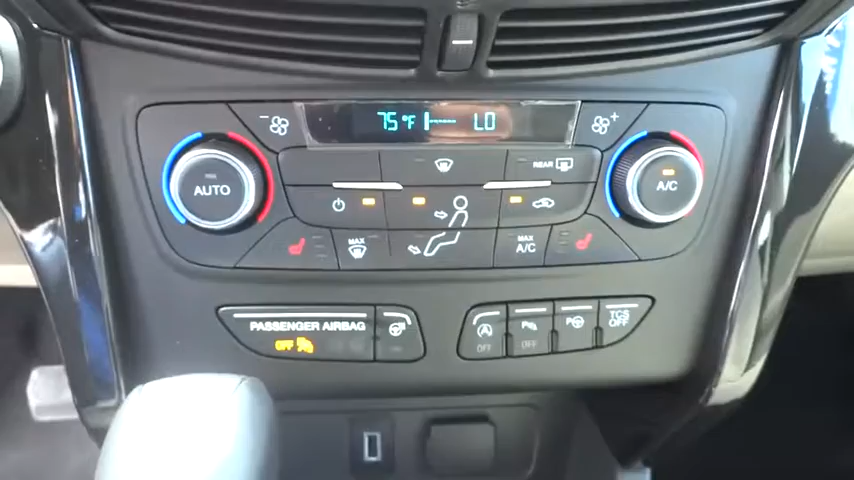 75°F LO
REAR
AUTO
A/C
MAX
MAX
A/C
PASSENGER AIRBAG
OFF
OFF
OFF
TCS
OFF